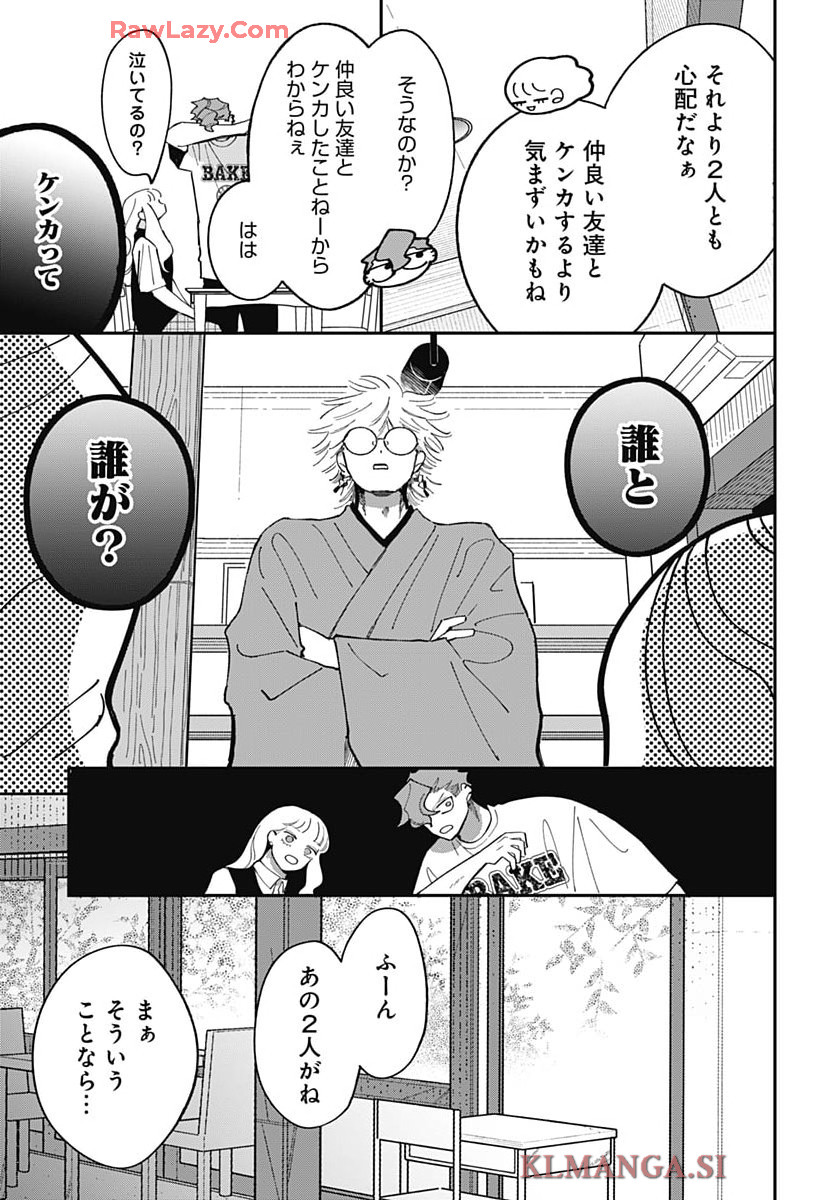 RawLazy.Com
それより２人とも
心配だなぁ
仲良い友達と
ケンカするより
気まずいかもね
そうなのか？
仲良い友達と
ケンカしたことねーから
わからねぇ
はは
泣いてるの？
BAKE
ケンカって
誰と
誰が？
BAKE
ふーん
あの２人がね
まぁ
そういう
ことなら…
KLMANGA.SI